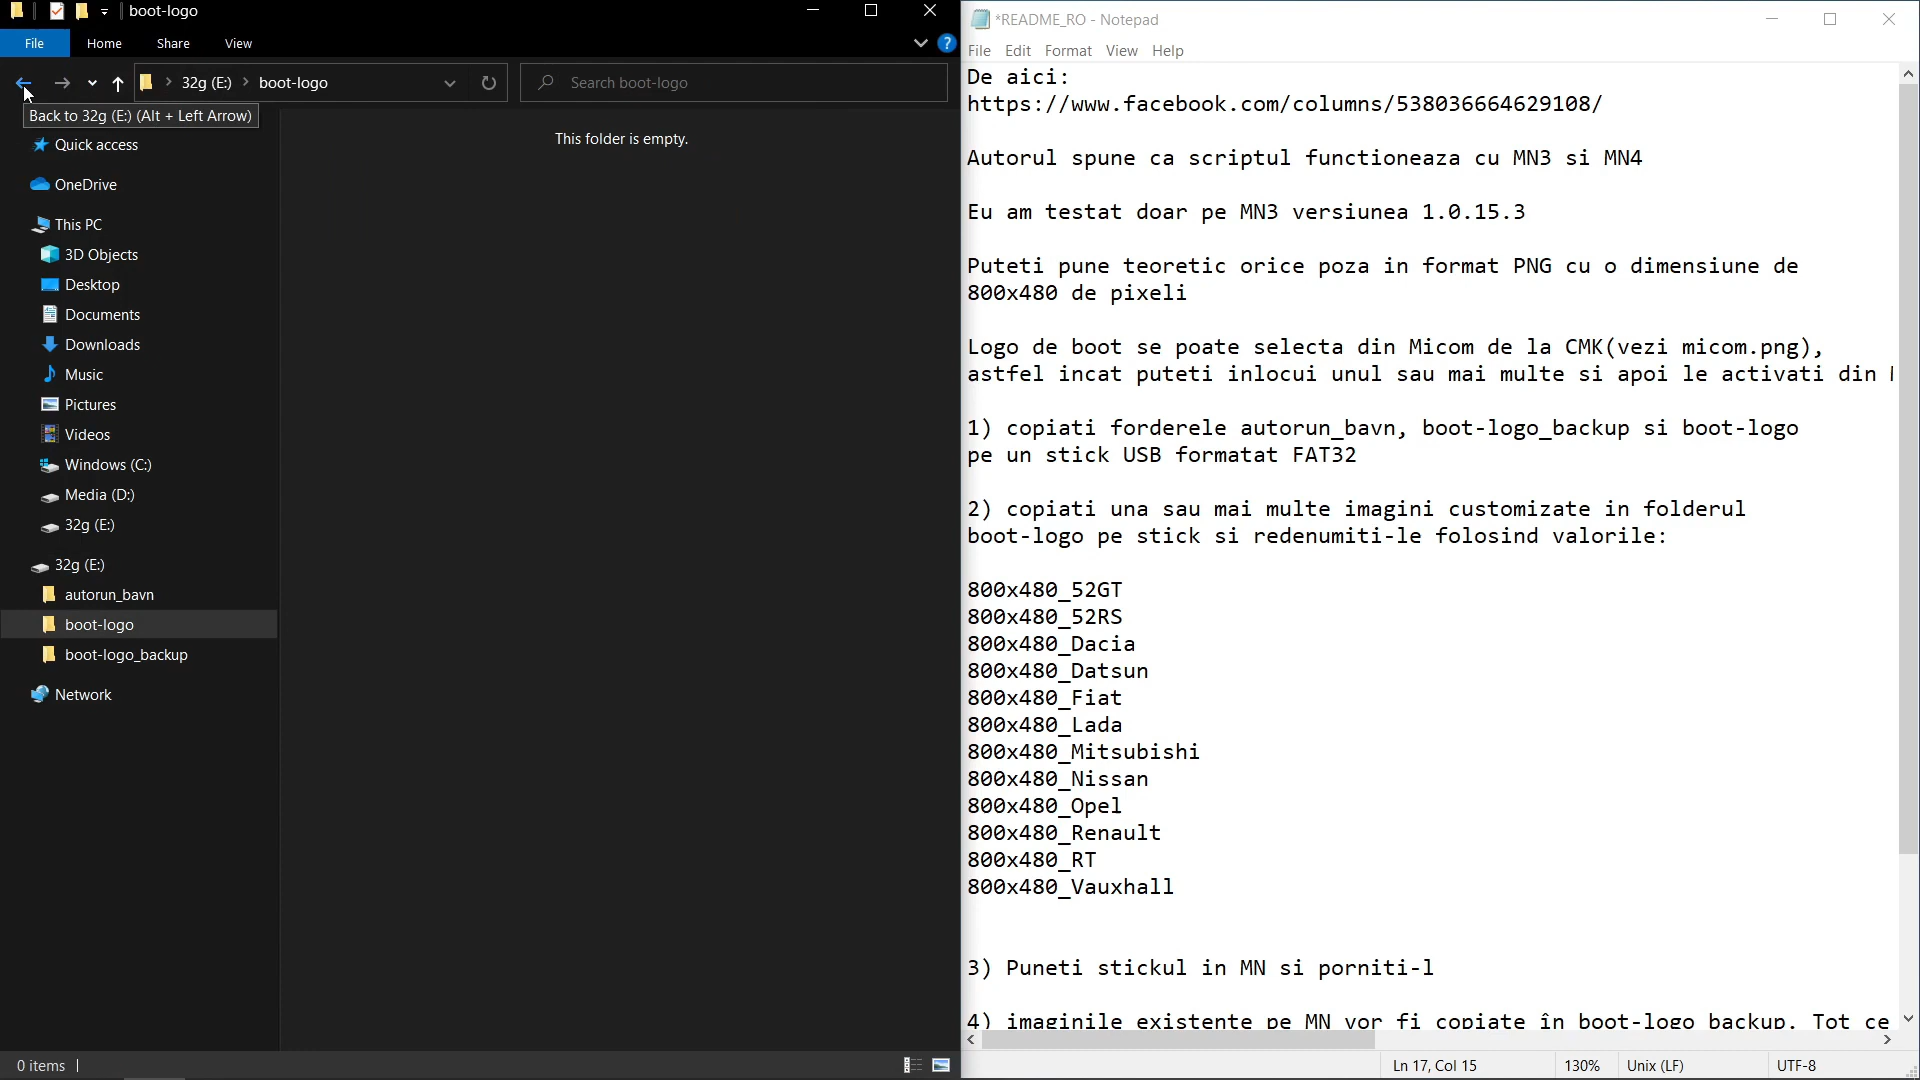 boot-logo
File
Home
Share
View
32g (E:)
boot-logo
Search boot-logo
Back to 32g (E:) (Alt + Left Arrow)
This folder is empty.
Quick access
OneDrive
This PC
3D Objects
Desktop
Documents
Downloads
Music
Pictures
Videos
Windows (C:)
Media (D:)
32g (E:)
32g (E:)
autorun_bavn
boot-logo
boot-logo_backup
Network
0 items
*README_RO - Notepad
File Edit Format View Help
De aici:
https://www.facebook.com/columns/538036664629108/
Autorul spune ca scriptul functioneaza cu MN3 si MN4
Eu am testat doar pe MN3 versiunea 1.0.15.3
Puteti pune teoretic orice poza in format PNG cu o dimensiune de
800x480 de pixeli
Logo de boot se poate selecta din Micom de la CMK(vezi micom.png),
astfel incat puteti inlocui unul sau mai multe si apoi le activati din
1) copiati forderele autorun_bavn, boot-logo_backup si boot-logo
pe un stick USB formatat FAT32
2) copiati una sau mai multe imagini customizate in folderul
boot-logo pe stick si redenumiti-le folosind valorile:
800x480_52GT
800x480_52RS
800x480_Dacia
800x480_Datsun
800x480_Fiat
800x480_Lada
800x480_Mitsubishi
800x480_Nissan
800x480_Opel
800x480_Renault
800x480_RT
800x480_Vauxhall
3) Puneti stickul in MN si porniti-l
4) imaginile existente pe MN vor fi copiate în boot-logo_backup. Tot ce
Ln 17, Col 15
130%
Unix (LF)
UTF-8